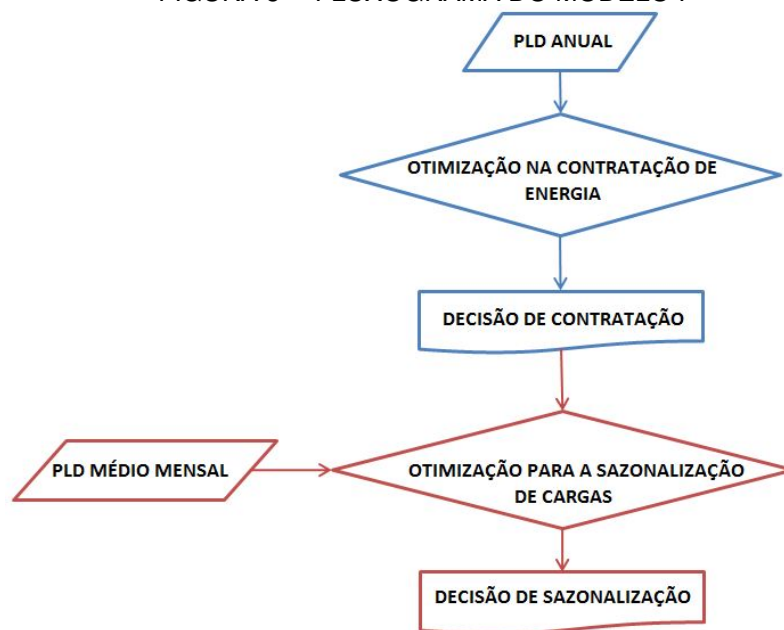 PLD ANUAL
OTIMIZAÇÃO NA CONTRATAÇÃO DE
ENERGIA
DECISÃO DE CONTRATAÇÃO
PLD MÉDIO MENSAL
OTIMIZAÇÃO PARA A SAZONALIZAÇÃO
DE CARGAS
DECISÃO DE SAZONALIZAÇÃO